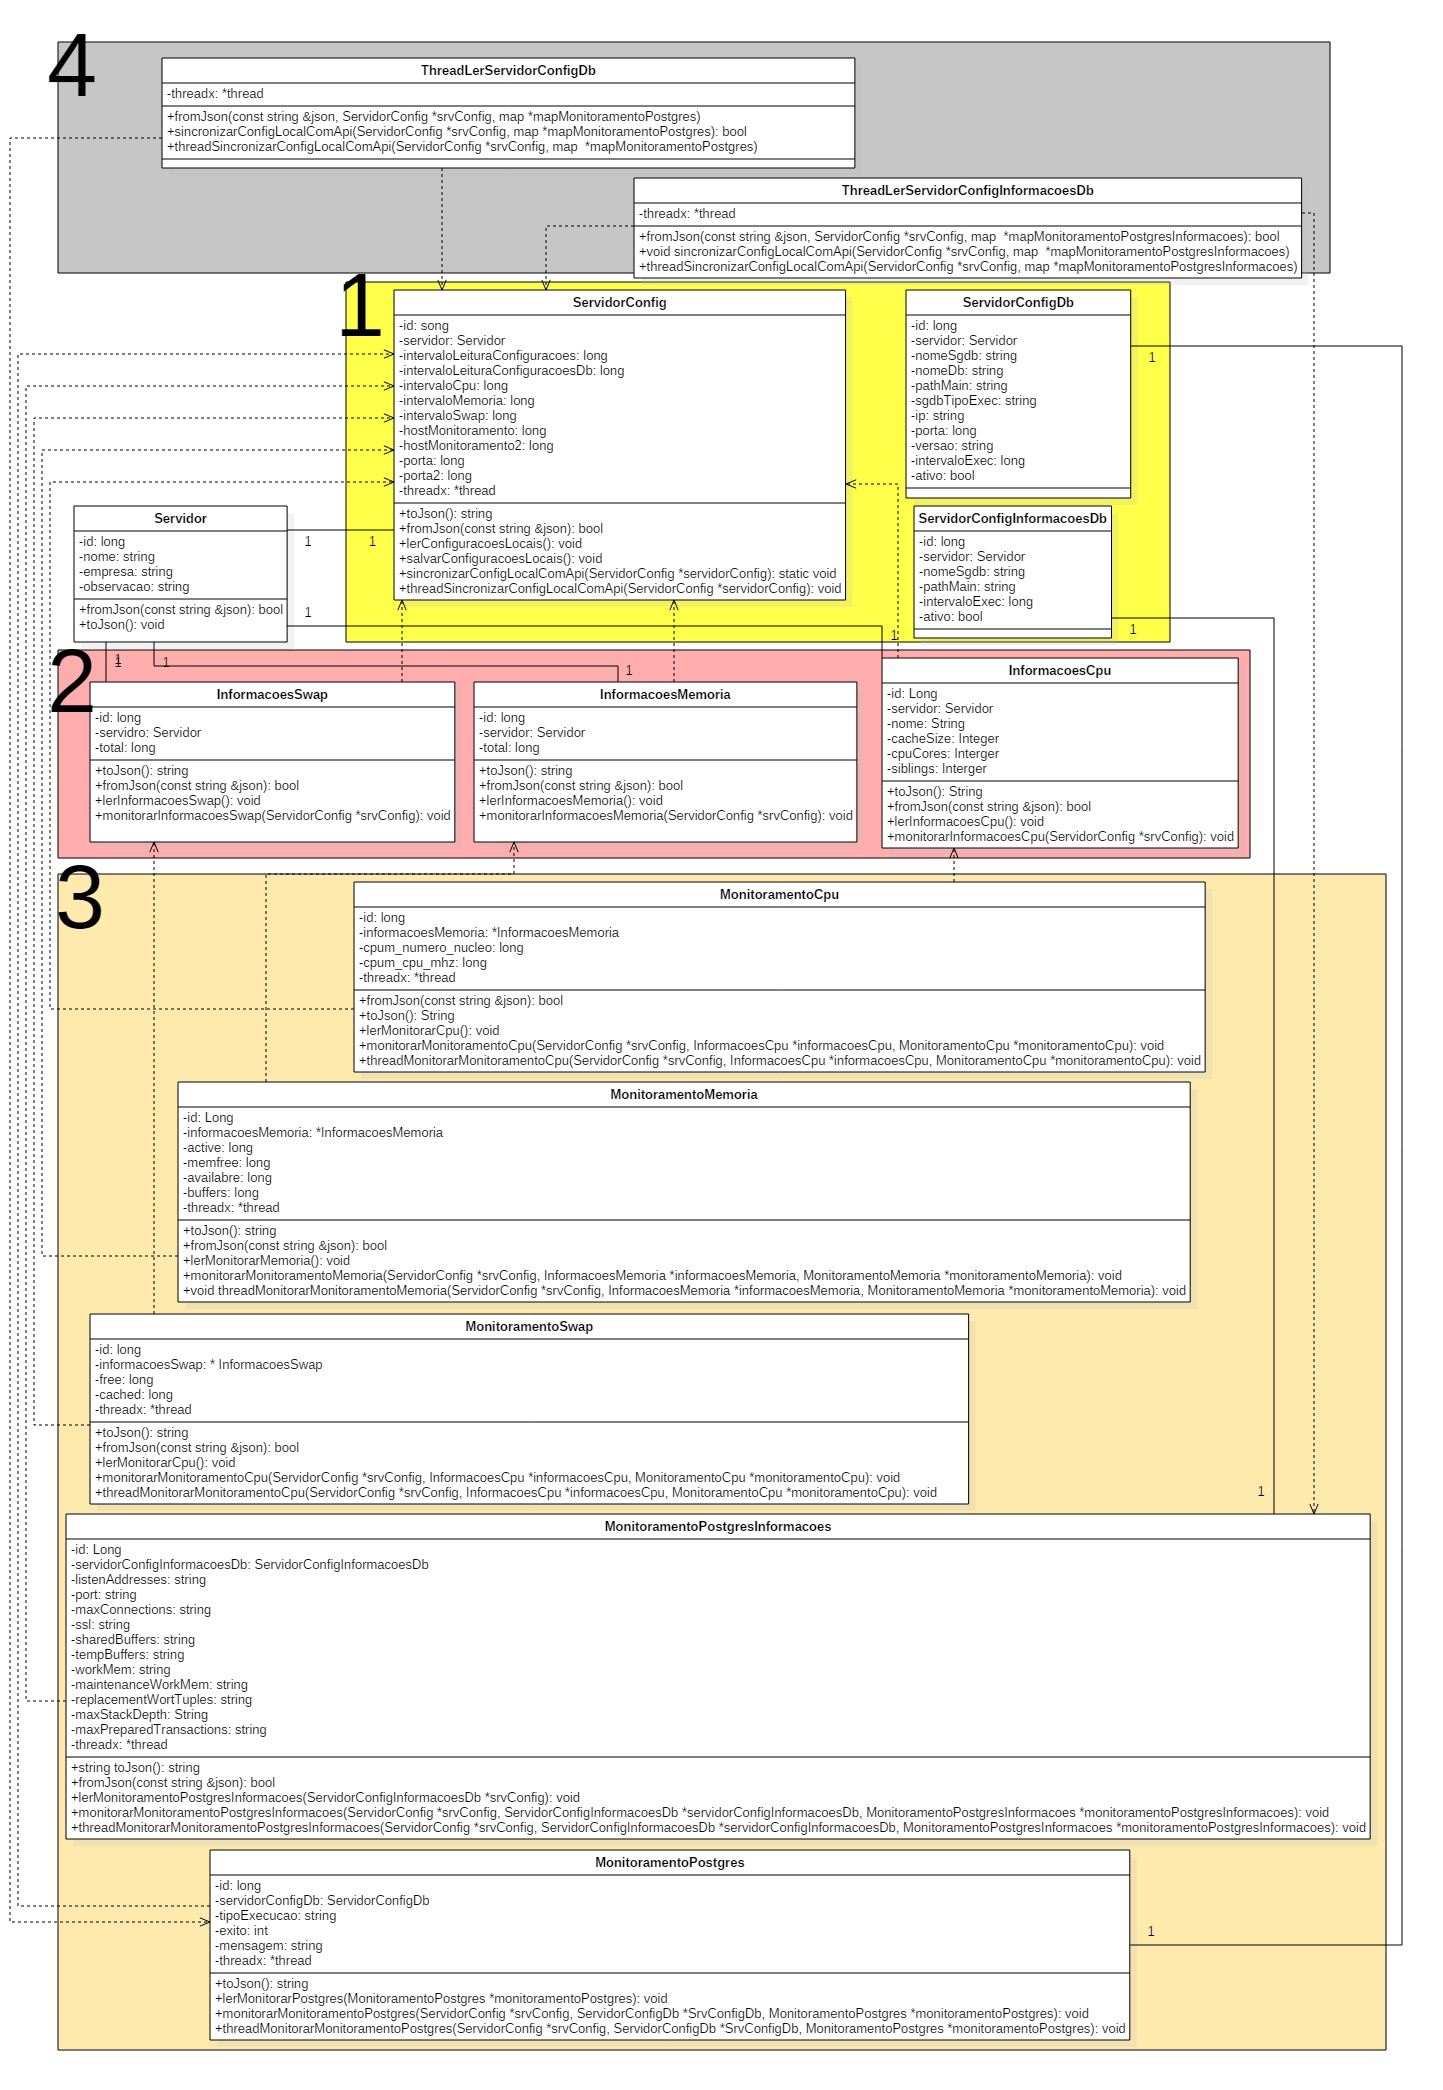 4
ThreadLerServidorConfigDb
-threadx: *thread
+fromJson(const string &json, ServidorConfig *srvConfig, map *mapMonitoramentoPostgres)
+sincronizarConfigLocalComApi(ServidorConfig *srvConfig, map *mapMonitoramentoPostgres): bool
+threadSincronizarConfigLocalComApi(ServidorConfig *srvConfig, map  *mapMonitoramentoPostgres)
ThreadLerServidorConfigInformacoesDb
-threadx: *thread
+fromJson(const string &json, ServidorConfig *srvConfig, map  *mapMonitoramentoPostgresInformacoes): bool
+void sincronizarConfigLocalComApi(ServidorConfig *srvConfig, map  *mapMonitoramentoPostgresInformacoes)
+threadSincronizarConfigLocalComApi(ServidorConfig *srvConfig, map *mapMonitoramentoPostgresInformacoes)
1
ServidorConfig
-id: song
-servidor: Servidor
-intervaloLeituraConfiguracoes: long
-intervaloLeituraConfiguracoesDb: long
-intervaloCpu: long
-intervaloMemoria: long
-intervaloSwap: long
-hostMonitoramento: long
-hostMonitoramento2: long
-porta: long
-porta2: long
-threadx: *thread
+toJson(): string
+fromJson(const string &json): bool
+lerConfiguracoesLocais(): void
+salvarConfiguracoesLocais(): void
+sincronizarConfigLocalComApi(ServidorConfig *servidorConfig): static void
+threadSincronizarConfigLocalComApi(ServidorConfig *servidorConfig): void
ServidorConfigDb
-id: long
-servidor: Servidor
-nomeSgdb: string
-nomeDb: string
-pathMain: string
-sgdbTipoExec: string
-ip: string
-porta: long
-versao: string
-intervaloExec: long
-ativo: bool
1
ServidorConfigInformacoesDb
-id: long
-servidor: Servidor
-nomeSgdb: string
-pathMain: string
-intervaloExec: long
-ativo: bool
1
Servidor
-id: long
-nome: string
-empresa: string
-observacao: string
+fromJson(const string &json): bool
+toJson(): void
1
1
1
1
2
1
1
1
1
InformacoesSwap
-id: long
-servidro: Servidor
-total: long
+toJson(): string
+fromJson(const string &json): bool
+lerInformacoesSwap(): void
+monitorarInformacoesSwap(ServidorConfig *srvConfig): void
InformacoesMemoria
-id: long
-servidor: Servidor
-total: long
+toJson(): string
+fromJson(const string &json): bool
+lerInformacoesMemoria(): void
+monitorarInformacoesMemoria(ServidorConfig *srvConfig): void
InformacoesCpu
-id: Long
-servidor: Servidor
-nome: String
-cacheSize: Integer
-cpuCores: Interger
-siblings: Interger
+toJson(): String
+fromJson(const string &json): bool
+lerInformacoesCpu(): void
+monitorarInformacoesCpu(ServidorConfig *srvConfig): void
3
MonitoramentoCpu
-id: long
-informacoesMemoria: *InformacoesMemoria
-cpum_numero_nucleo: long
-cpum_cpu_mhz: long
-threadx: *thread
+fromJson(const string &json): bool
+toJson(): String
+lerMonitorarCpu(): void
+monitorarMonitoramentoCpu(ServidorConfig *srvConfig, InformacoesCpu *informacoesCpu, MonitoramentoCpu *monitoramentoCpu): void
+threadMonitorarMonitoramentoCpu(ServidorConfig *srvConfig, InformacoesCpu *informacoesCpu, MonitoramentoCpu *monitoramentoCpu): void
MonitoramentoMemoria
-id: Long
-informacoesMemoria: *InformacoesMemoria
-active: long
-memfree: long
-availabre: long
-buffers: long
-threadx: *thread
+toJson(): string
+fromJson(const string &json): bool
+lerMonitorarMemoria(): void
+monitorarMonitoramentoMemoria(ServidorConfig *srvConfig, InformacoesMemoria *informacoesMemoria, MonitoramentoMemoria *monitoramentoMemoria): void
+void threadMonitorarMonitoramentoMemoria(ServidorConfig *srvConfig, InformacoesMemoria *informacoesMemoria, MonitoramentoMemoria *monitoramentoMemoria): void
MonitoramentoSwap
-id: long
-informacoesSwap: * InformacoesSwap
-free: long
-cached: long
-threadx: *thread
+toJson(): string
+fromJson(const string &json): bool
+lerMonitorarCpu(): void
+monitorarMonitoramentoCpu(ServidorConfig *srvConfig, InformacoesCpu *informacoesCpu, MonitoramentoCpu *monitoramentoCpu): void
+threadMonitorarMonitoramentoCpu(ServidorConfig *srvConfig, InformacoesCpu *informacoesCpu, MonitoramentoCpu *monitoramentoCpu): void
1
MonitoramentoPostgresInformacoes
-id: Long
-servidorConfigInformacoesDb: ServidorConfigInformacoesDb
-listenAddresses: string
-port: string
-maxConnections: string
-ssl: string
-sharedBuffers: string
-tempBuffers: string
-workMem: string
-maintenanceWorkMem: string
-replacementWortTuples: string
-maxStackDepth: String
-maxPreparedTransactions: string
-threadx: *thread
+string toJson(): string
+fromJson(const string &json): bool
+lerMonitoramentoPostgresInformacoes(ServidorConfigInformacoesDb *srvConfig): void
+monitorarMonitoramentoPostgresInformacoes(ServidorConfig *srvConfig, ServidorConfigInformacoesDb *servidorConfigInformacoesDb, MonitoramentoPostgresInformacoes *monitoramentoPostgresInformacoes): void
+threadMonitorarMonitoramentoPostgresInformacoes(ServidorConfig *srvConfig, ServidorConfigInformacoesDb *servidorConfigInformacoesDb, MonitoramentoPostgresInformacoes *monitoramentoPostgresInformacoes): void
MonitoramentoPostgres
-id: long
-servidorConfigDb: ServidorConfigDb
-tipoExecucao: string
-exito: int
-mensagem: string
-threadx: *thread
+toJson(): string
+lerMonitorarPostgres(MonitoramentoPostgres *monitoramentoPostgres): void
+monitorarMonitoramentoPostgres(ServidorConfig *srvConfig, ServidorConfigDb *SrvConfigDb, MonitoramentoPostgres *monitoramentoPostgres): void
+threadMonitorarMonitoramentoPostgres(ServidorConfig *srvConfig, ServidorConfigDb *SrvConfigDb, MonitoramentoPostgres *monitoramentoPostgres): void
1